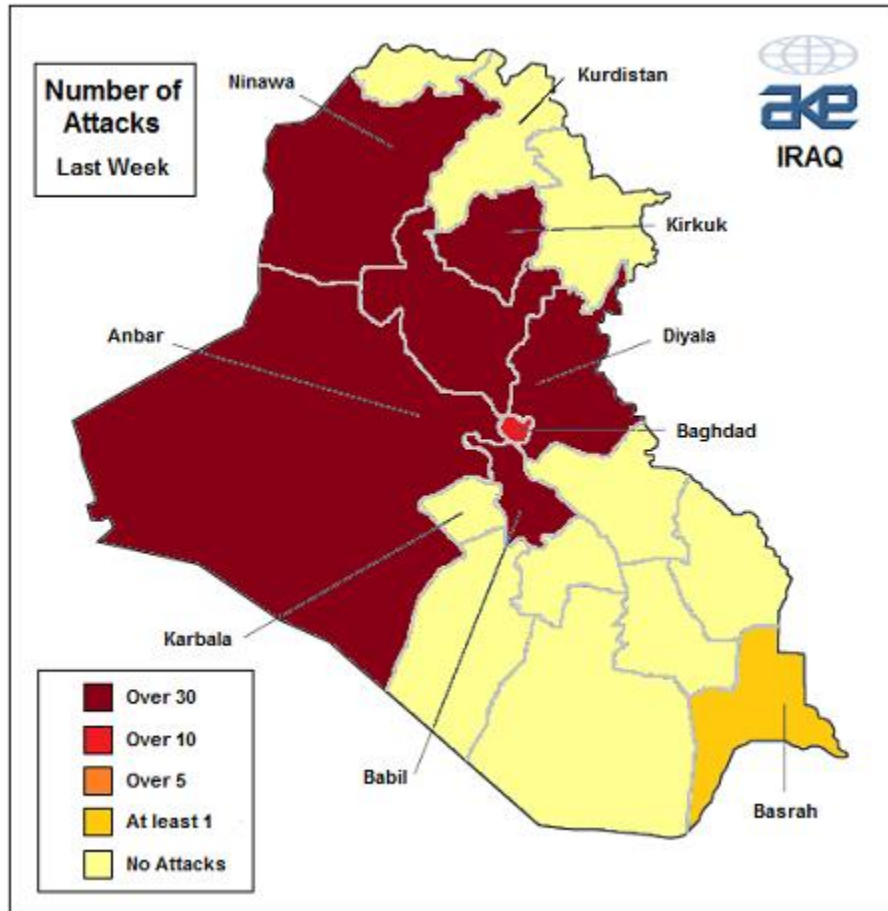 Number of
Attacks
Last Week
ake
IRAQ
Ninawa
Kurdistan
Kirkuk
Anbar
Diyala
Baghdad
Karbala
Babil
Basrah
Over 30
Over 10
Over 5
At least 1
No Attacks